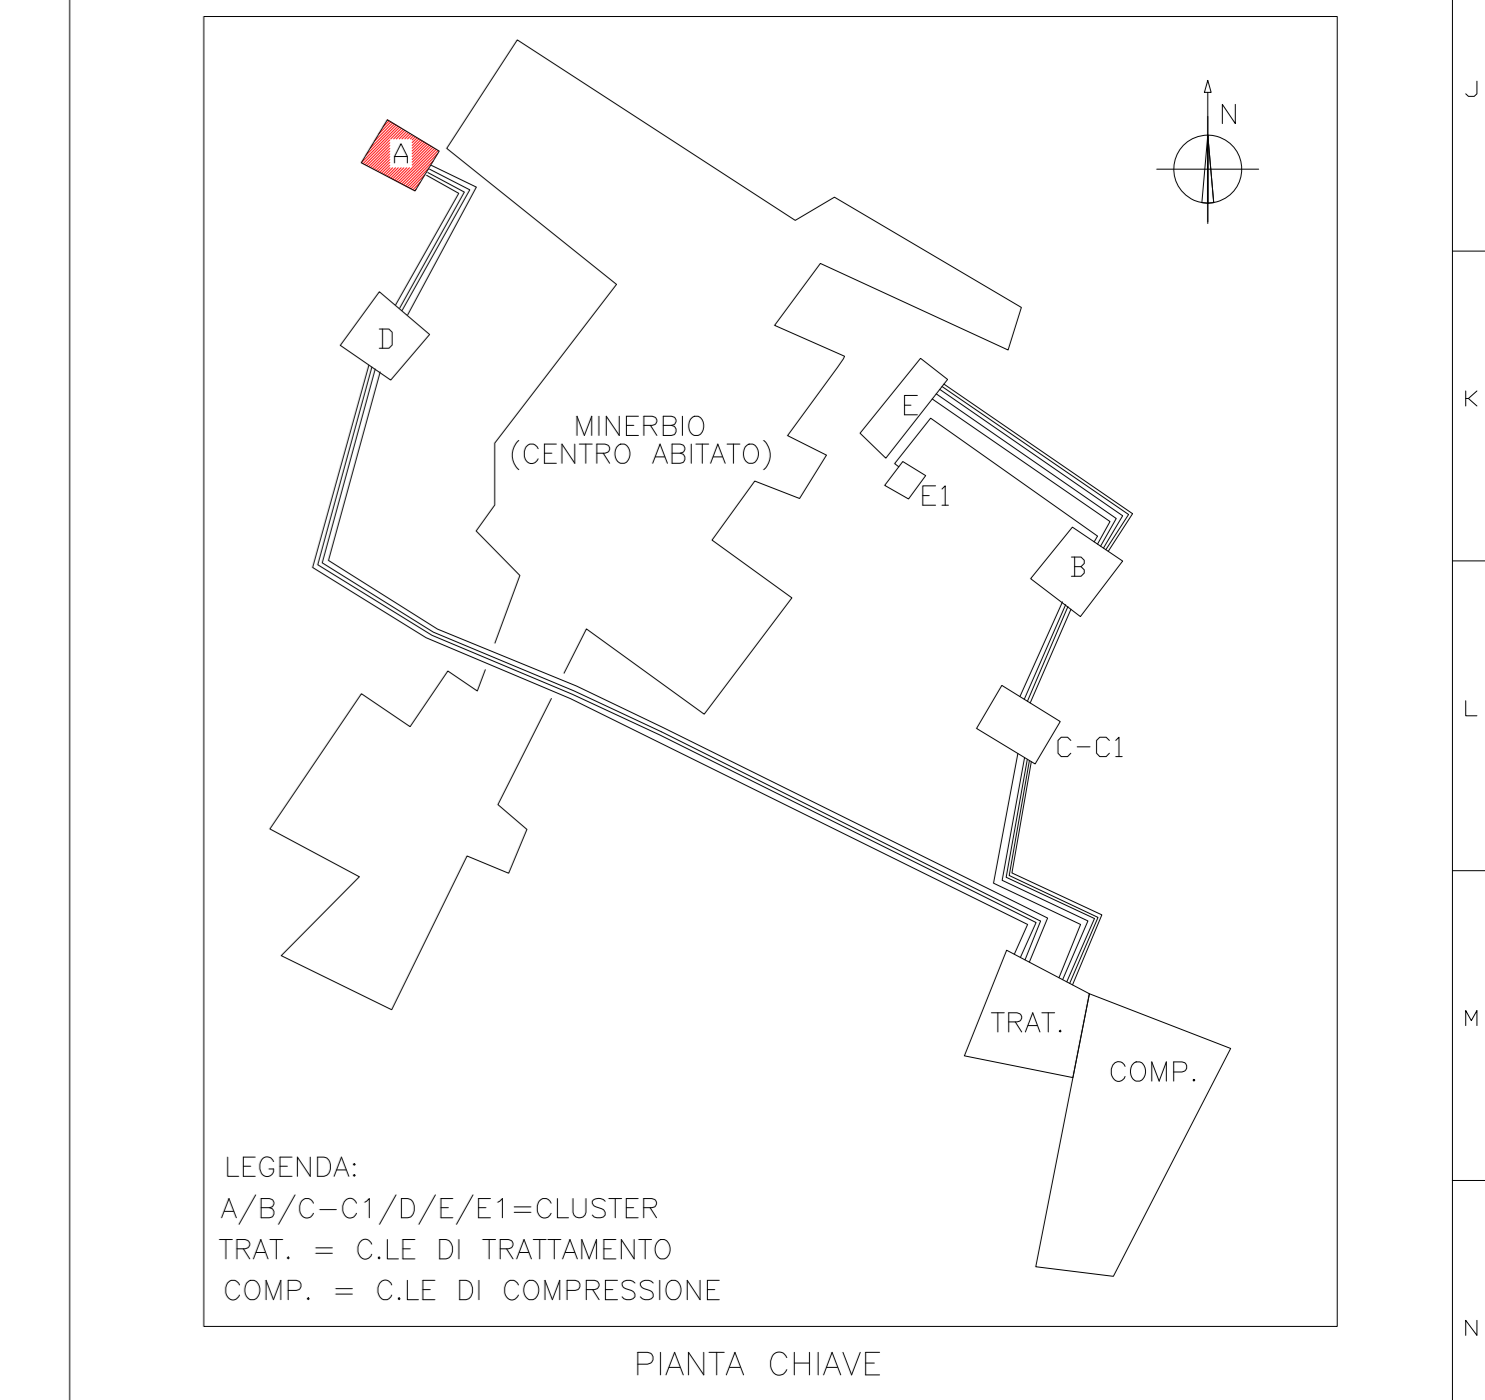 J
N
A
D
K
E
MINERBIO
(CENTRO ABITATO)
E1
B
L
C-C1
M
TRAT.
COMP.
LEGENDA:
A/B/C-C1/D/E/E1=CLUSTER
TRAT. = C.LE DI TRATTAMENTO
COMP. = C.LE DI COMPRESSIONE
N
PIANTA CHIAVE